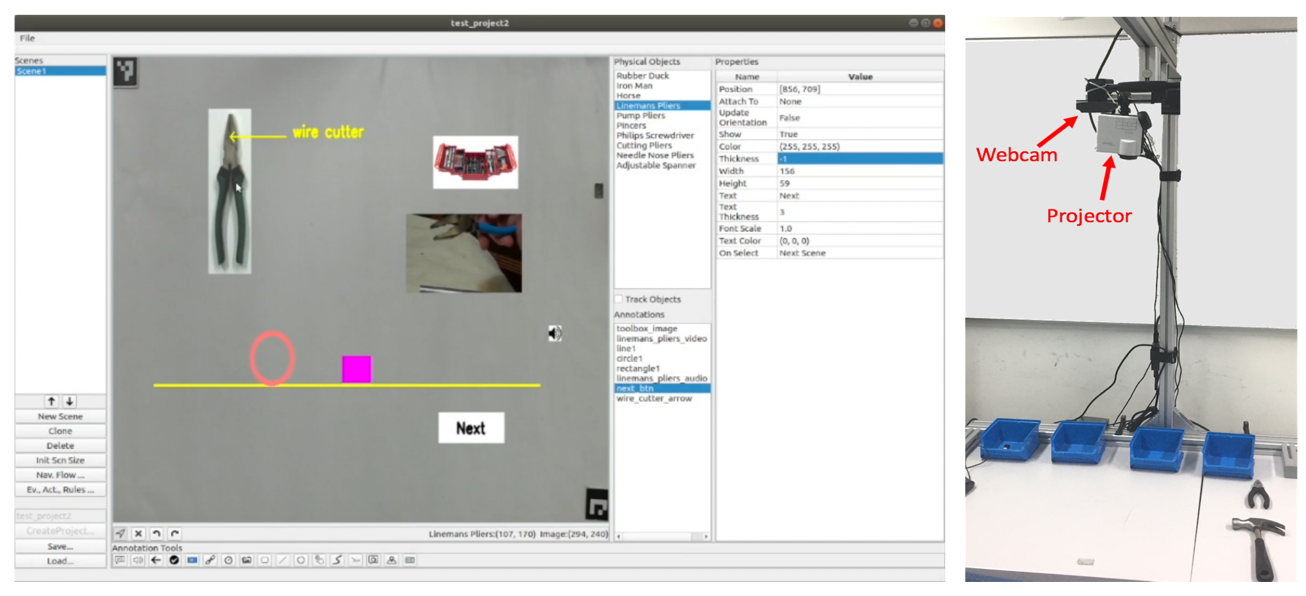 test_project2
File
Scenes
Scene1
New Scene
Clone
Delete
Init Scn Size
Nav. Flow ...
Ev., Act., Rules ...
test_project2
CreateProject...
Save...
Load...
wire cutter
Next
Linemans Pliers:(107, 170) Image:(294, 240)
Annotation Tools
Physical Objects
Rubber Duck
Iron Man
Horse
Linemans Pliers
Pump Pliers
Pincers
Philips Screwdriver
Cutting Pliers
Needle Nose Pliers
Adjustable Spanner
Track Objects
Annotations
toolbox_image
linemans_pliers_video
line1
circle1
rectangle1
linemans_pliers_audio
next_btn
wire_cutter_arrow
Properties
Name Value
Position [856, 709]
Attach To None
Update
Orientation False
Show True
Color (255, 255, 255)
Thickness -1
Width 156
Height 59
Text Next
Text
Thickness 3
Font Scale 1.0
Text Color (0, 0, 0)
On Select Next Scene
Webcam
Projector